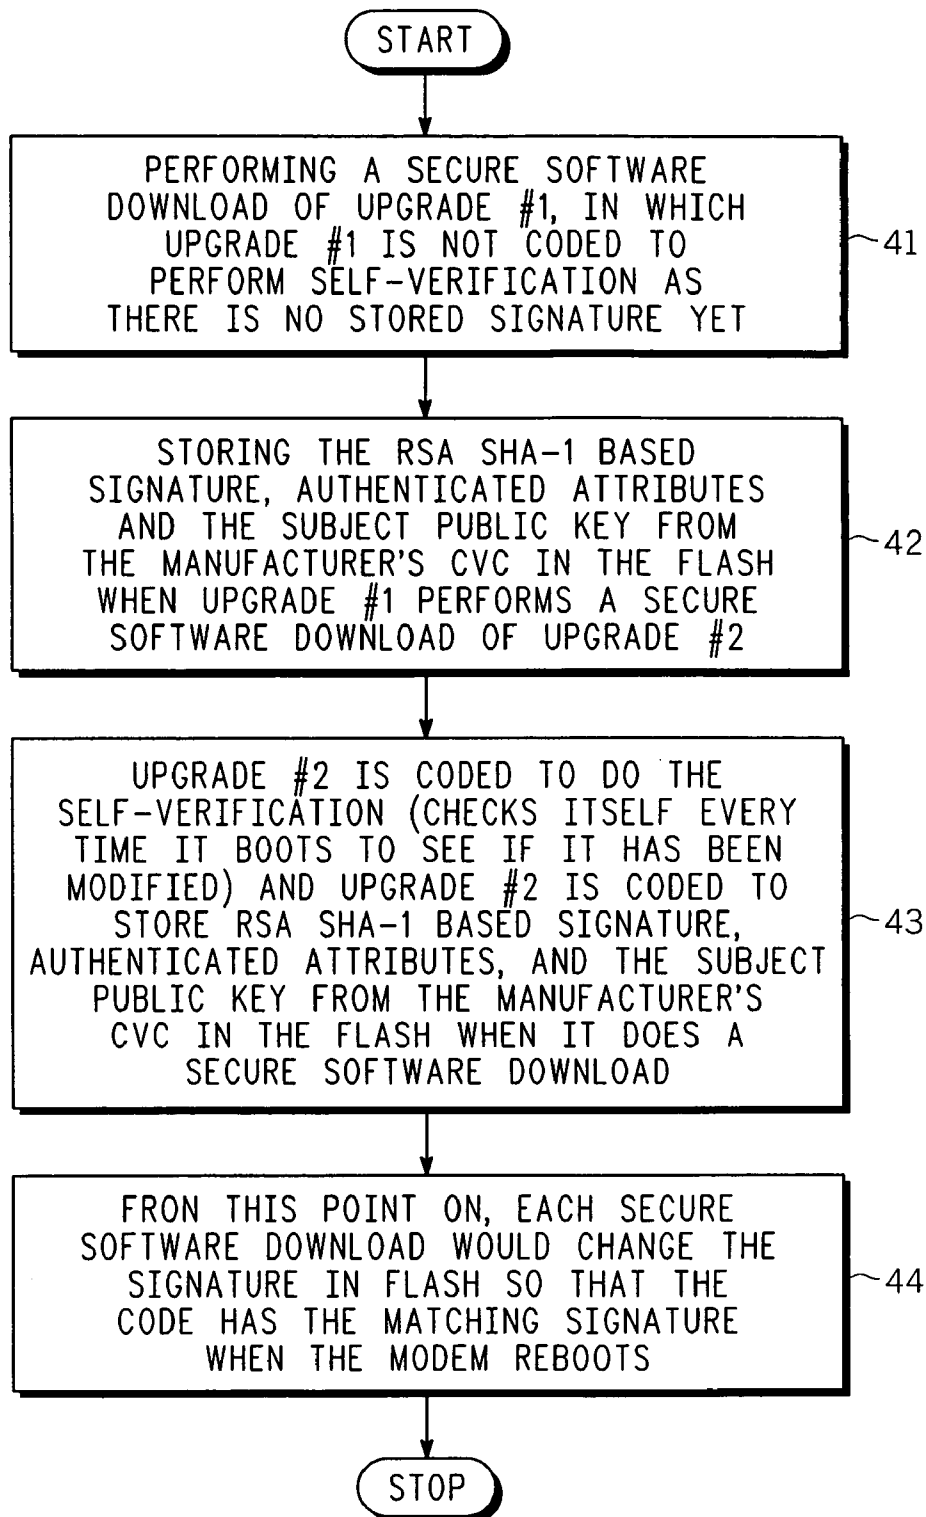 START
PERFORMING A SECURE SOFTWARE
DOWNLOAD OF UPGRADE #1, IN WHICH
UPGRADE #1 IS NOT CODED TO
PERFORM SELF-VERIFICATION AS
THERE IS NO STORED SIGNATURE YET
41
STORING THE RSA SHA-1 BASED
SIGNATURE, AUTHENTICATED ATTRIBUTES
AND THE SUBJECT PUBLIC KEY FROM
THE MANUFACTURER'S CVC IN THE FLASH
WHEN UPGRADE #1 PERFORMS A SECURE
SOFTWARE DOWNLOAD OF UPGRADE #2
42
UPGRADE #2 IS CODED TO DO THE
SELF-VERIFICATION (CHECKS ITSELF EVERY
TIME IT BOOTS TO SEE IF IT HAS BEEN
MODIFIED) AND UPGRADE #2 IS CODED TO
STORE RSA SHA-1 BASED SIGNATURE,
AUTHENTICATED ATTRIBUTES, AND THE SUBJECT
PUBLIC KEY FROM THE MANUFACTURER'S
CVC IN THE FLASH WHEN IT DOES A
SECURE SOFTWARE DOWNLOAD
43
FRON THIS POINT ON, EACH SECURE
SOFTWARE DOWNLOAD WOULD CHANGE THE
SIGNATURE IN FLASH SO THAT THE
CODE HAS THE MATCHING SIGNATURE
WHEN THE MODEM REBOOTS
44
STOP